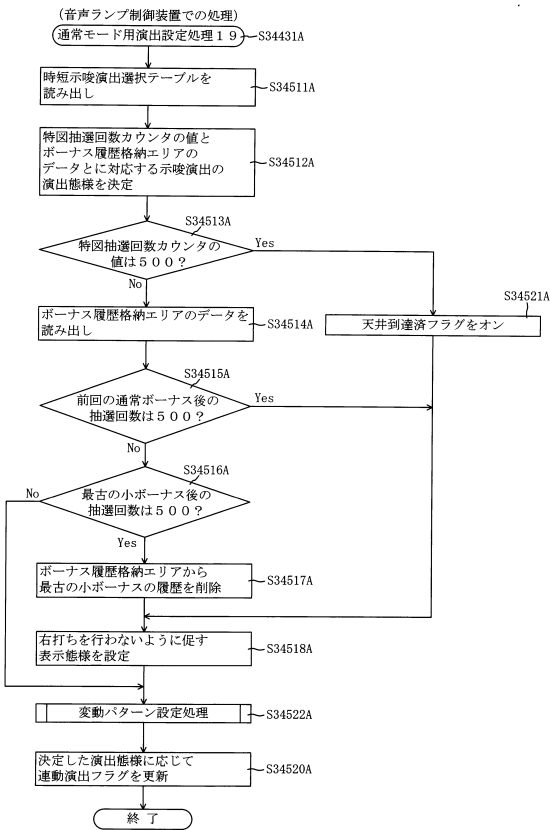 (音声ランプ制御装置での処理)
通常モード用演出設定処理１９
S34431A
時短示唆演出選択テーブルを
読み出し
S34511A
特図抽選回数カウンタの値と
ボーナス履歴格納エリアの
データとに対応する示唆演出の
演出態様を決定
S34512A
S34513A
特図抽選回数カウンタの
値は５００？
Yes
No
S34521A
天井到達済フラグをオン
ボーナス履歴格納エリアのデータを
読み出し
S34514A
S34515A
前回の通常ボーナス後の
抽選回数は５００？
Yes
No
S34516A
最古の小ボーナス後の
抽選回数は５００？
No
Yes
ボーナス履歴格納エリアから
最古の小ボーナスの履歴を削除
S34517A
右打ちを行わないように促す
表示態様を設定
S34518A
変動パターン設定処理
S34522A
決定した演出態様に応じて
連動演出フラグを更新
S34520A
終 了